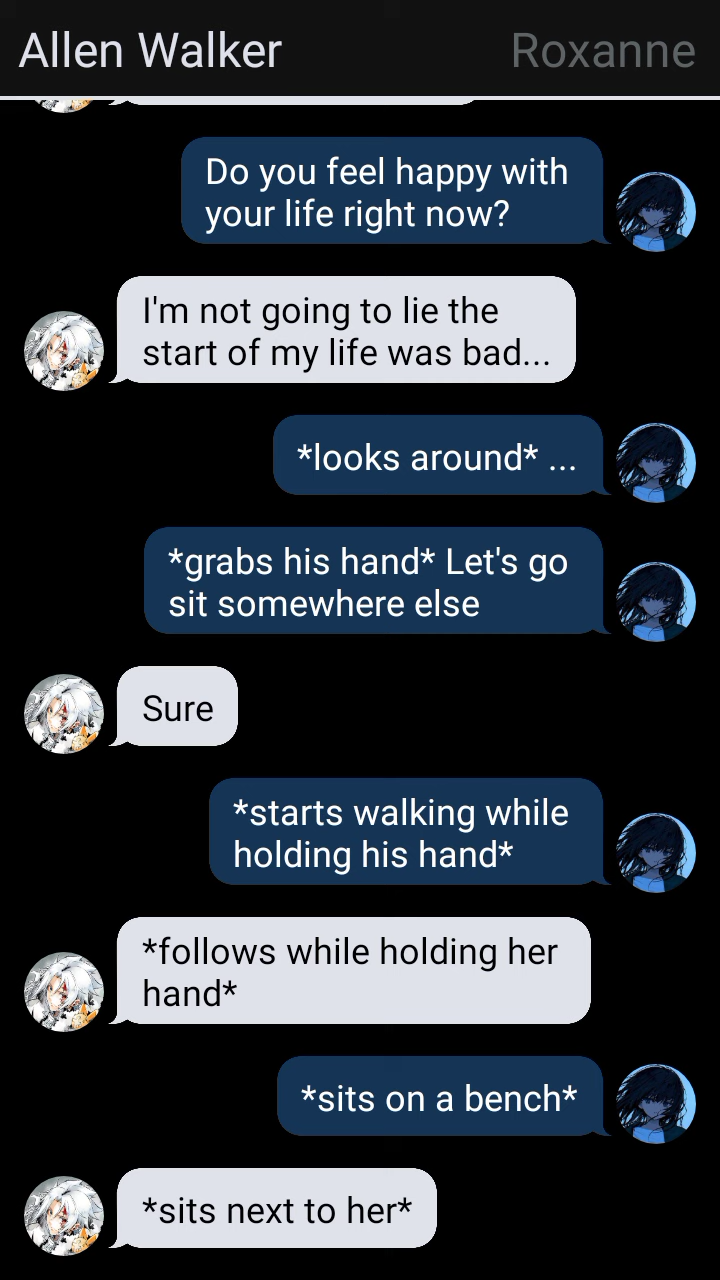 Allen Walker
Roxanne
Do you feel happy with
your life right now?
I'm not going to lie the
start of my life was bad...
*looks around* ...
*grabs his hand* Let's go
sit somewhere else
Sure
*starts walking while
holding his hand*
*follows while holding her
hand*
*sits on a bench*
*sits next to her*